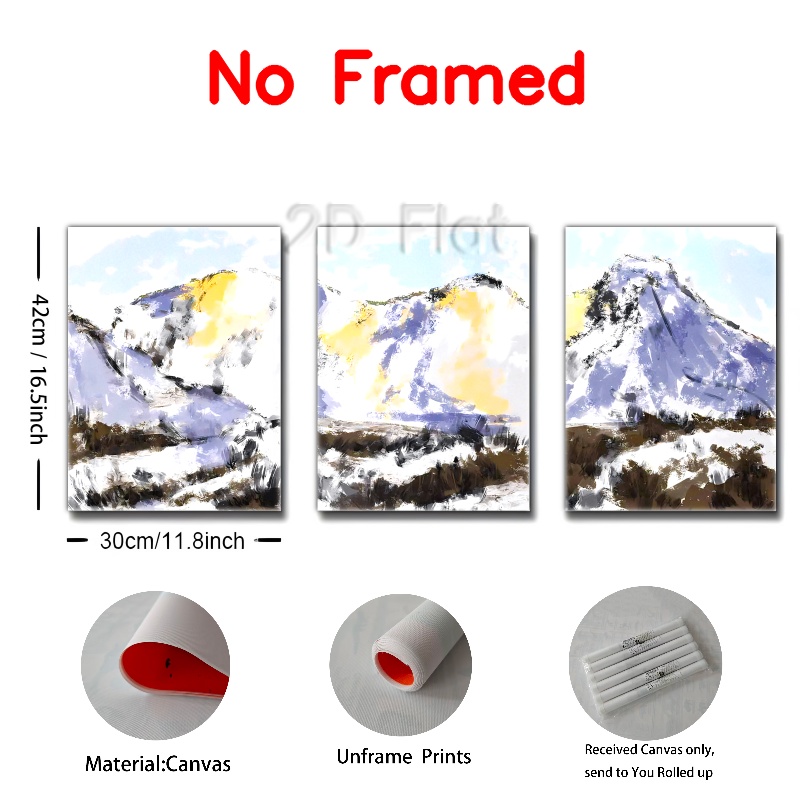 No Framed
2D Flat
42cm / 16.5inch
30cm/11.8inch
Material:Canvas
Unframe Prints
Received Canvas only,
send to You Rolled up